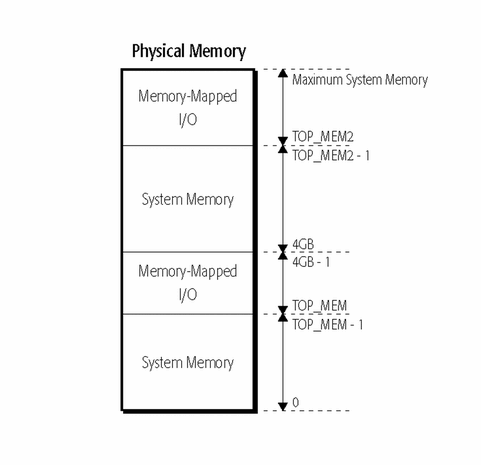 Physical Memory
Maximum System Memory
Memory-Mapped
I/O
TOP_MEM2
TOP_MEM2 - 1
System Memory
4GB
4GB - 1
Memory-Mapped
I/O
TOP_MEM
TOP_MEM - 1
System Memory
0